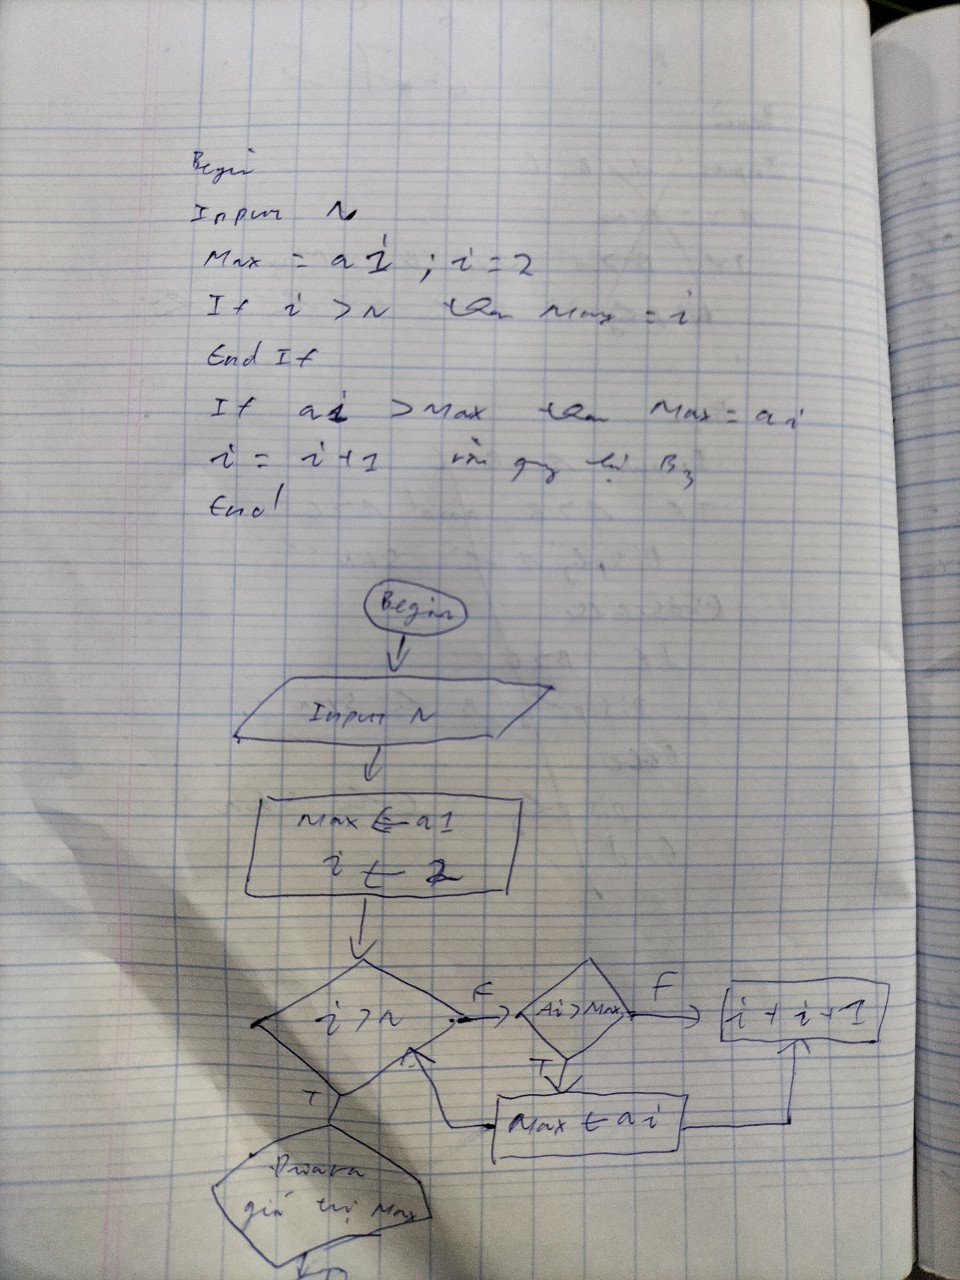 Begin
Input N
Max = a1 ; i = 2
If i > N then Max = i
End If
If ai > Max then Max = ai
i = i+1 rồi quay lại B3
End
Begin
Input N
Max ← a1
i ← 2
i > N
F
Ai > Max
F
i ← i+1
T
T
Max ← ai
Đưa ra
giá trị Max